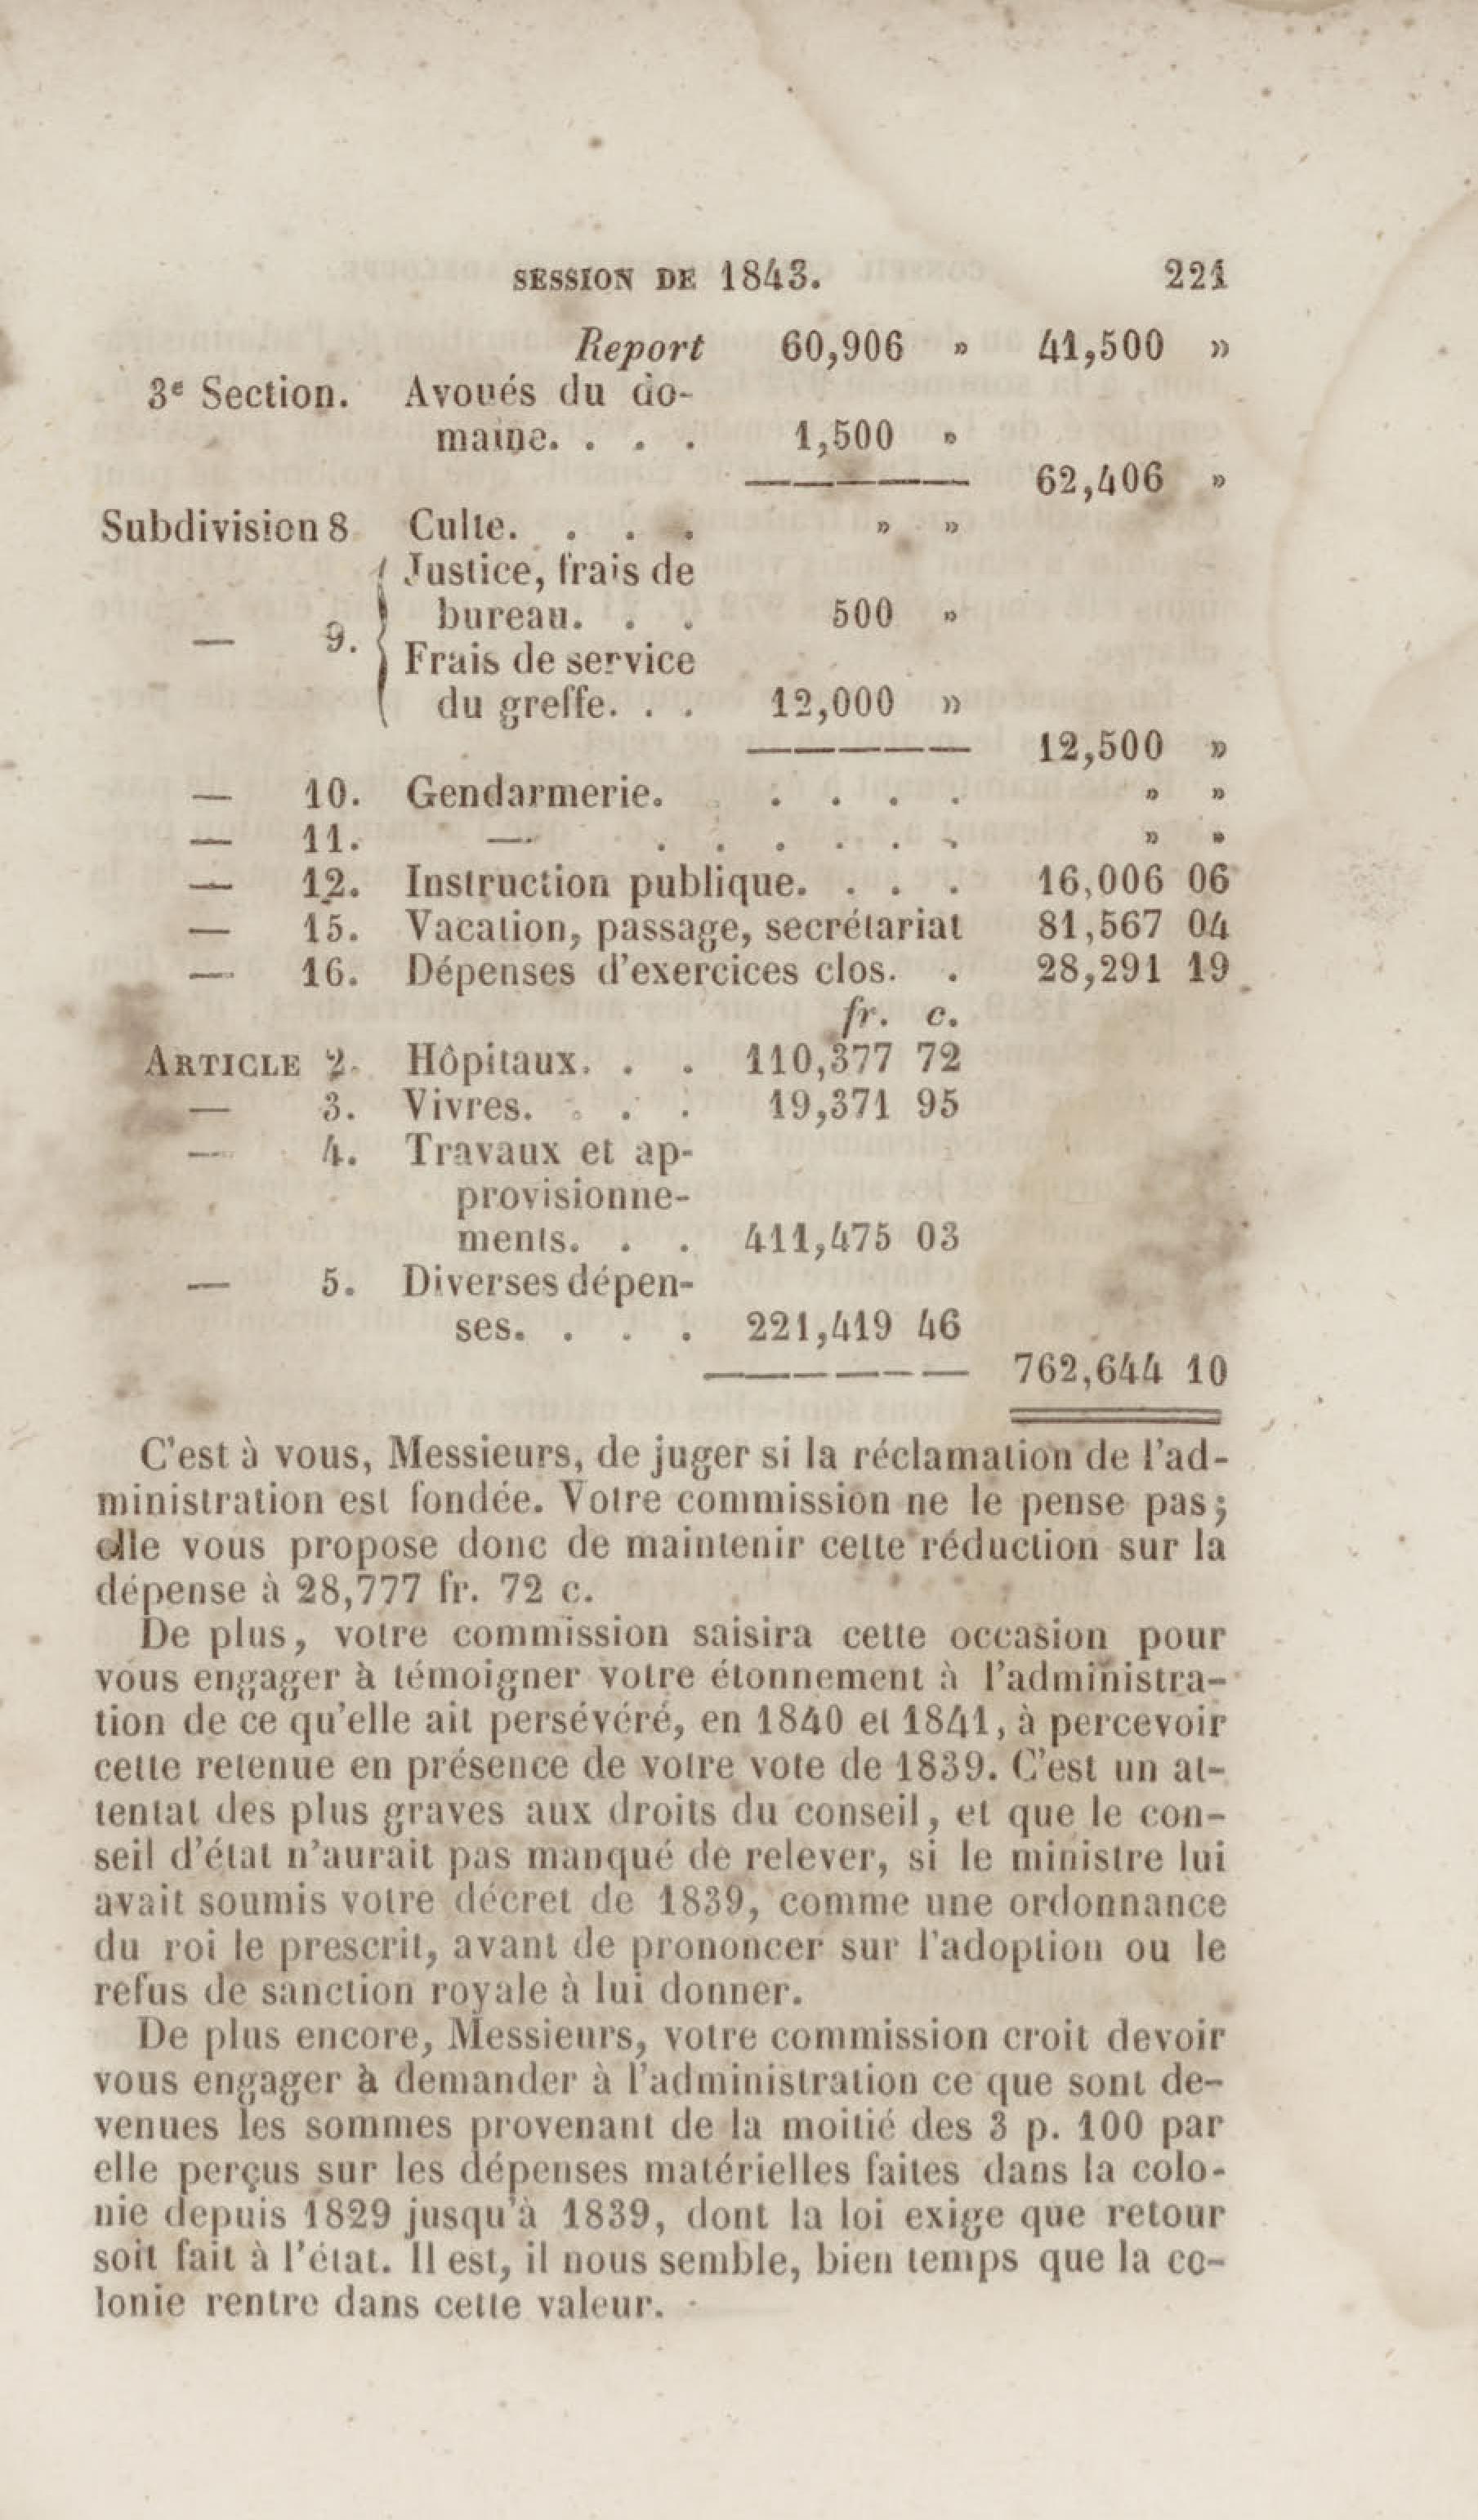 SESSION DE 1843. 221
Report 60,906 » 41,500 »
3e Section. Avoués du do-
maine. . . . 1,500 »
62,406 »
Subdivision 8 Culte. . . . » »
Justice, frais de
bureau. . . 500 »
— 9.
Frais de service
du greffe. . . 12,000 »
12,500 »
— 10. Gendarmerie. . . . . » »
— 11. — . . . . . . » »
— 12. Instruction publique. . . . 16,006 06
— 15. Vacation, passage, secrétariat 81,567 04
— 16. Dépenses d'exercices clos. . 28,291 19
fr. c.
ARTICLE 2. Hôpitaux. . . 110,377 72
— 3. Vivres. . . . 19,371 95
— 4. Travaux et ap-
provisionne-
ments. . . 411,475 03
— 5. Diverses dépen-
ses. . . . 221,419 46
762,644 10
C'est à vous, Messieurs, de juger si la réclamation de l'ad-
ministration est fondée. Votre commission ne le pense pas;
elle vous propose donc de maintenir cette réduction sur la
dépense à 28,777 fr. 72 c.
De plus, votre commission saisira cette occasion pour
vous engager à témoigner votre étonnement à l'administra-
tion de ce qu'elle ait persévéré, en 1840 et 1841, à percevoir
cette retenue en présence de votre vote de 1839. C'est un at-
tentat des plus graves aux droits du conseil, et que le con-
seil d'état n'aurait pas manqué de relever, si le ministre lui
avait soumis votre décret de 1839, comme une ordonnance
du roi le prescrit, avant de prononcer sur l'adoption ou le
refus de sanction royale à lui donner.
De plus encore, Messieurs, votre commission croit devoir
vous engager à demander à l'administration ce que sont de-
venues les sommes provenant de la moitié des 3 p. 100 par
elle perçus sur les dépenses matérielles faites dans la colo-
nie depuis 1829 jusqu'à 1839, dont la loi exige que retour
soit fait à l'état. Il est, il nous semble, bien temps que la co-
lonie rentre dans cette valeur.